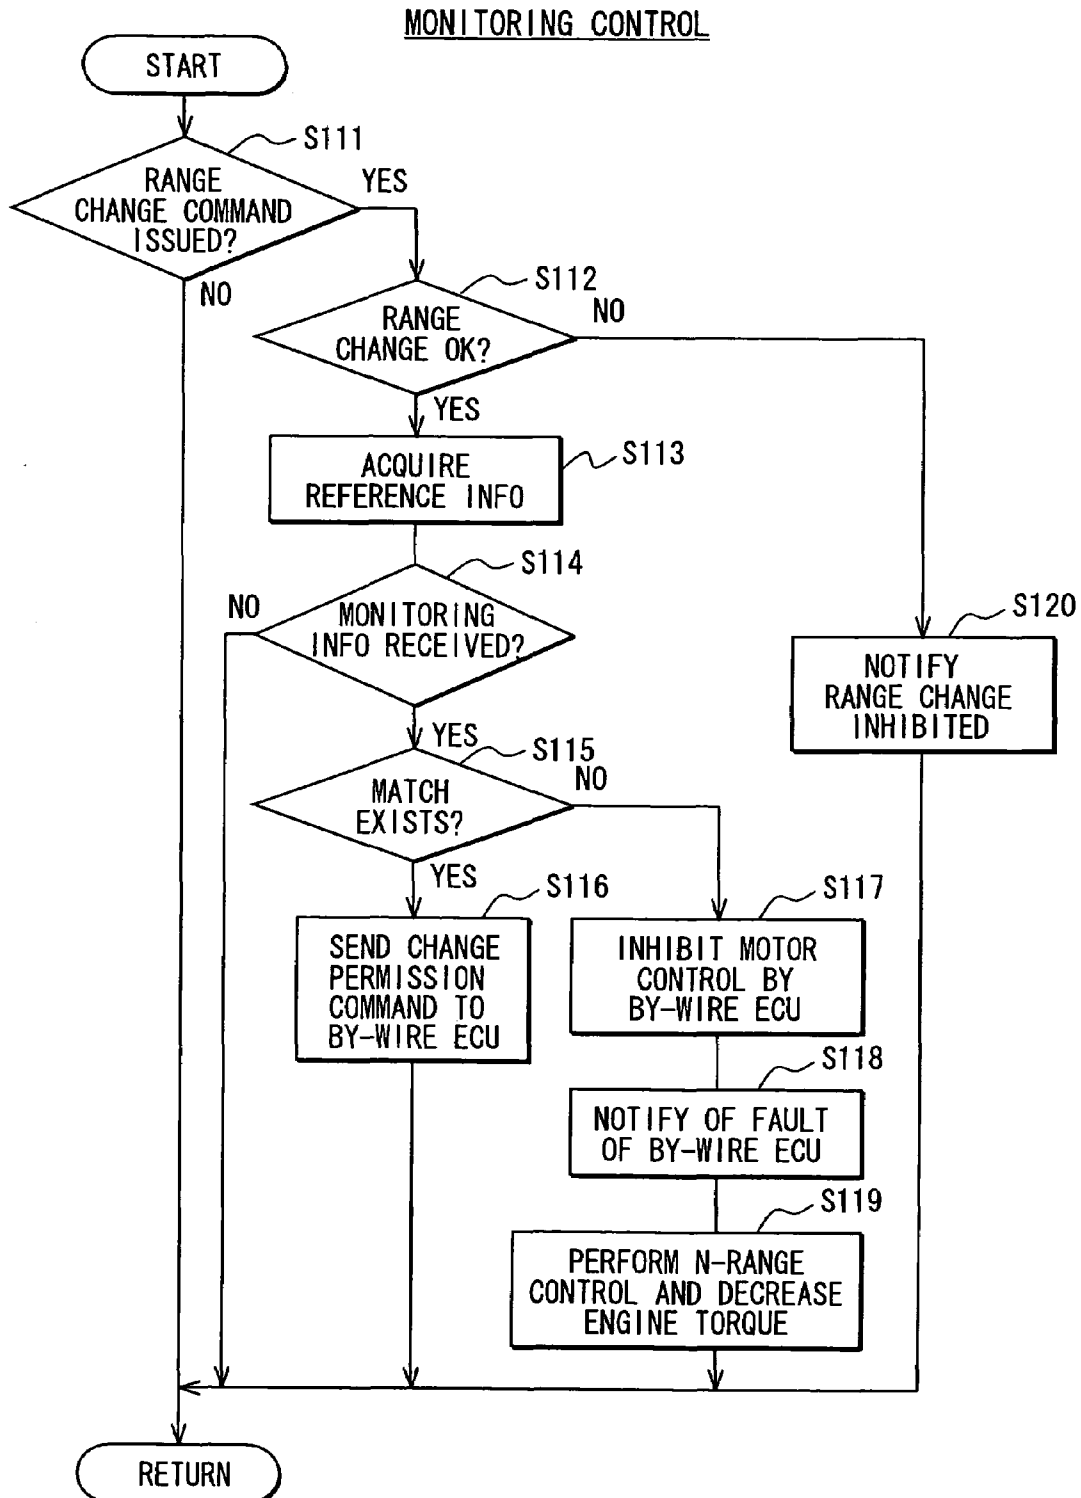 MONITORING CONTROL
START
S111
RANGE
CHANGE COMMAND
ISSUED?
YES
NO
S112
RANGE
CHANGE OK?
NO
YES
S113
ACQUIRE
REFERENCE INFO
S114
NO
MONITORING
INFO RECEIVED?
S120
NOTIFY
RANGE CHANGE
INHIBITED
YES
S115
NO
MATCH
EXISTS?
YES
S116
SEND CHANGE
PERMISSION
COMMAND TO
BY-WIRE ECU
S117
INHIBIT MOTOR
CONTROL BY
BY-WIRE ECU
S118
NOTIFY OF FAULT
OF BY-WIRE ECU
S119
PERFORM N-RANGE
CONTROL AND DECREASE
ENGINE TORQUE
RETURN